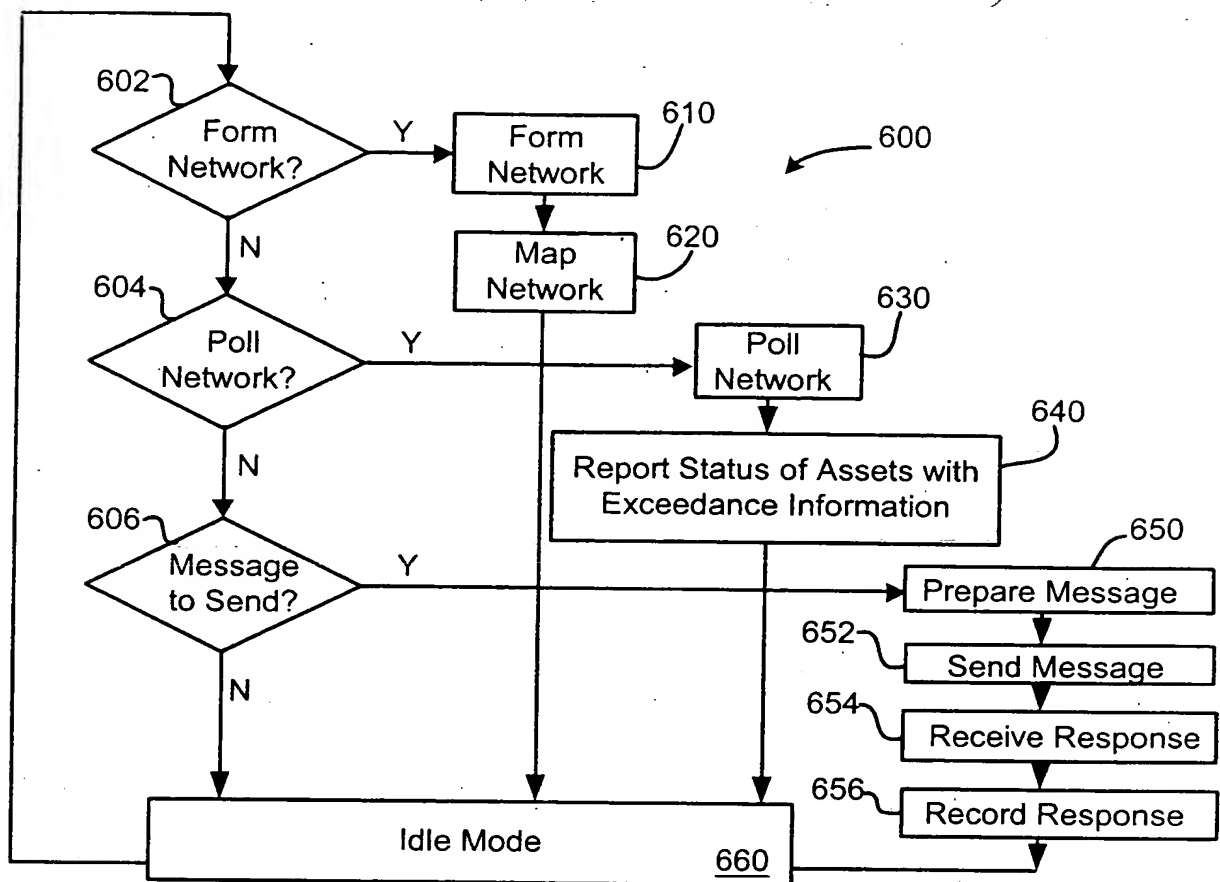 602
Form
Network?
Y
Form
Network
610
600
N
Map
Network
620
604
Poll
Network?
Y
Poll
Network
630
N
Report Status of Assets with
Exceedance Information
640
606
Message
to Send?
Y
Prepare Message
650
N
652
Send Message
654
Receive Response
656
Record Response
Idle Mode
660